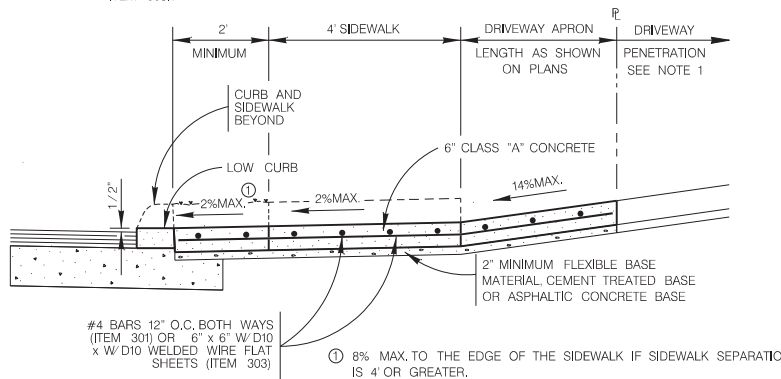 2'
4' SIDEWALK
DRIVEWAY APRON
PL
DRIVEWAY
MINIMUM
LENGTH AS SHOWN
ON PLANS
PENETRATION
SEE NOTE 1
CURB AND
SIDEWALK
BEYOND
6" CLASS "A" CONCRETE
LOW CURB
1/2"
①
2%MAX.
2%MAX.
14%MAX.
2" MINIMUM FLEXIBLE BASE
MATERIAL, CEMENT TREATED BASE
OR ASPHALTIC CONCRETE BASE
#4 BARS 12" O.C. BOTH WAYS
(ITEM 301) OR 6" x 6" W/D10
x W/D10 WELDED WIRE FLAT
SHEETS (ITEM 303)
① 8% MAX. TO THE EDGE OF THE SIDEWALK IF SIDEWALK
IS 4' OR GREATER.